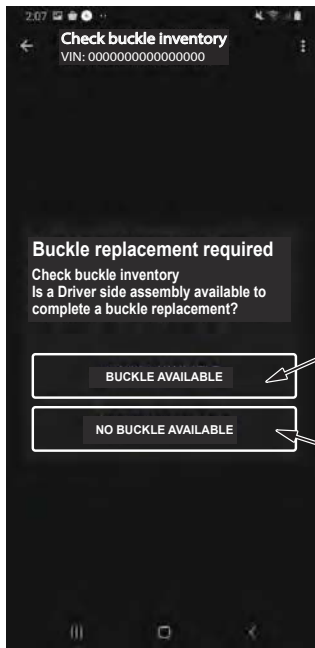 2:07
Check buckle inventory
VIN: 0000000000000000
Buckle replacement required
Check buckle inventory
Is a Driver side assembly available to
complete a buckle replacement?
BUCKLE AVAILABLE
NO BUCKLE AVAILABLE